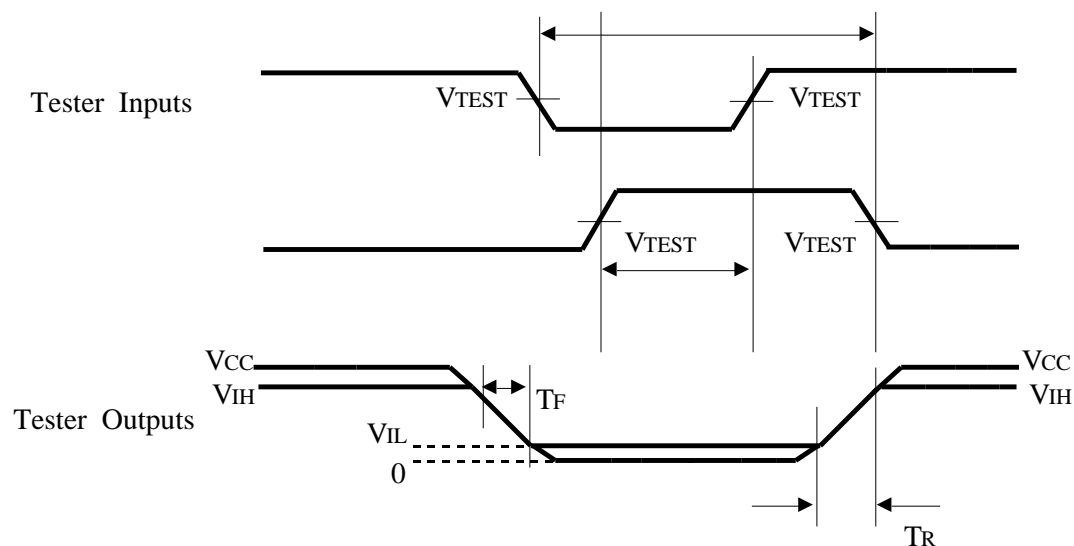 Tester Inputs
VTEST
VTEST
VTEST
VTEST
VCC
VCC
VIH
VIH
TF
Tester Outputs
VIL
0
TR